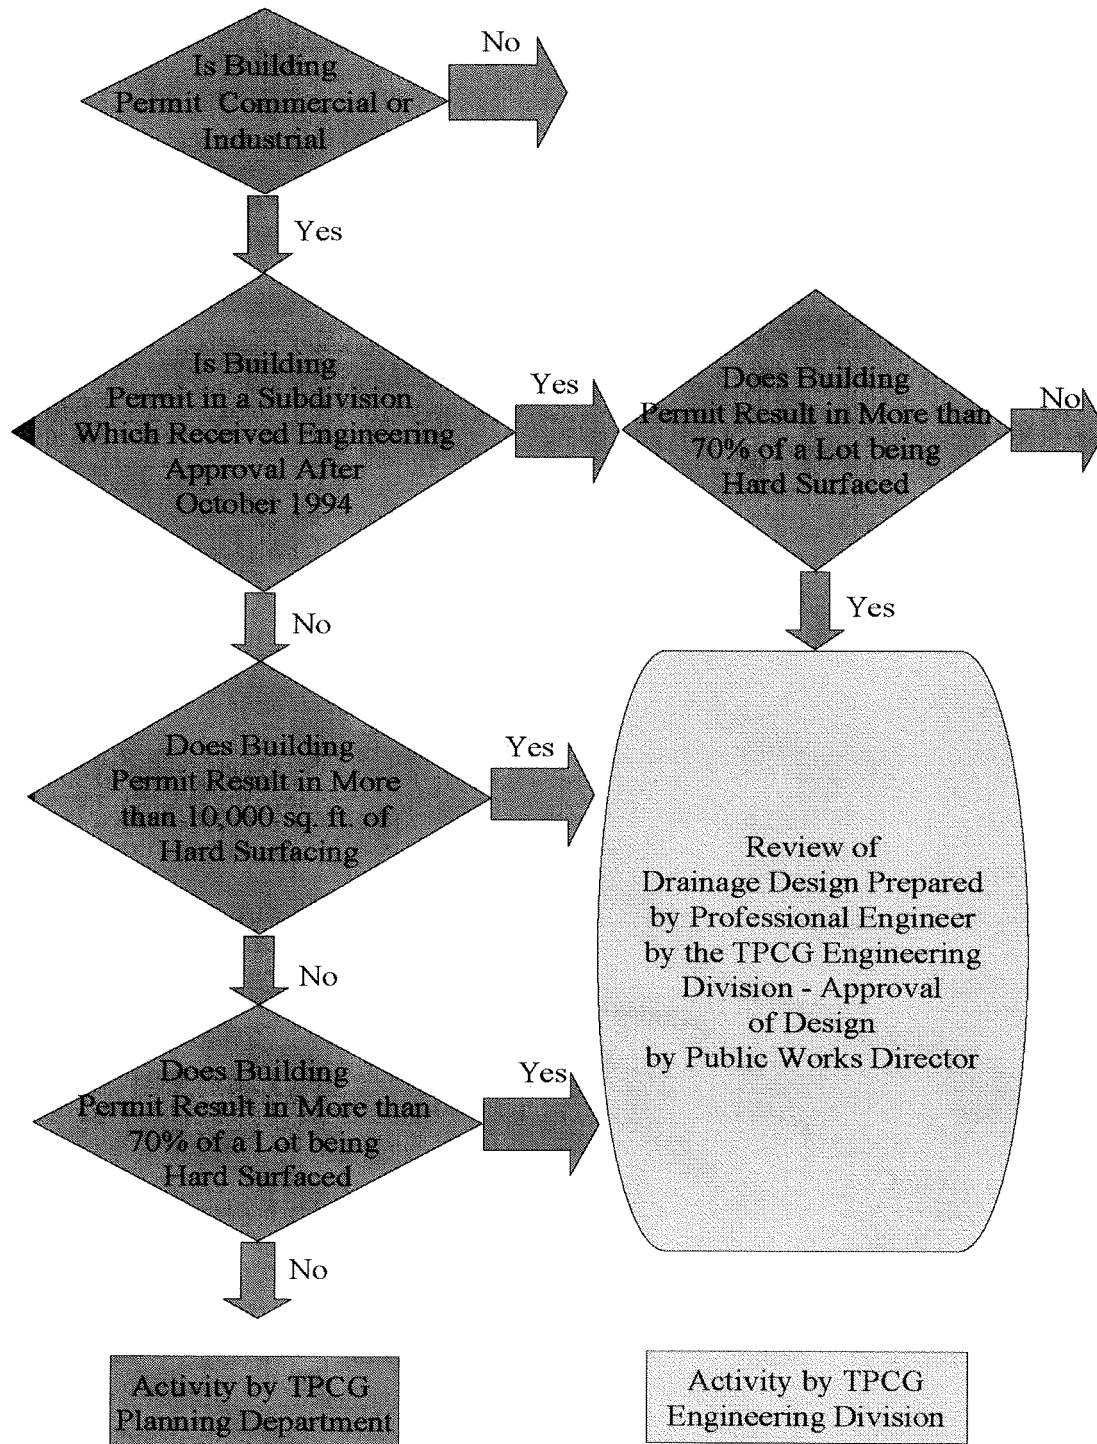 Is Building
Permit Commercial or
Industrial
No
Yes
Is Building
Permit in a Subdivision
Which Received Engineering
Approval After
October 1994
Yes
Does Building
Permit Result in More than
70% of a Lot being
Hard Surfaced
No
Yes
No
Does Building
Permit Result in More
than 10,000 sq. ft. of
Hard Surfacing
Yes
No
Review of
Drainage Design Prepared
by Professional Engineer
by the TPCG Engineering
Division - Approval
of Design
by Public Works Director
Does Building
Permit Result in More than
70% of a Lot being
Hard Surfaced
Yes
No
Activity by TPCG
Planning Department
Activity by TPCG
Engineering Division